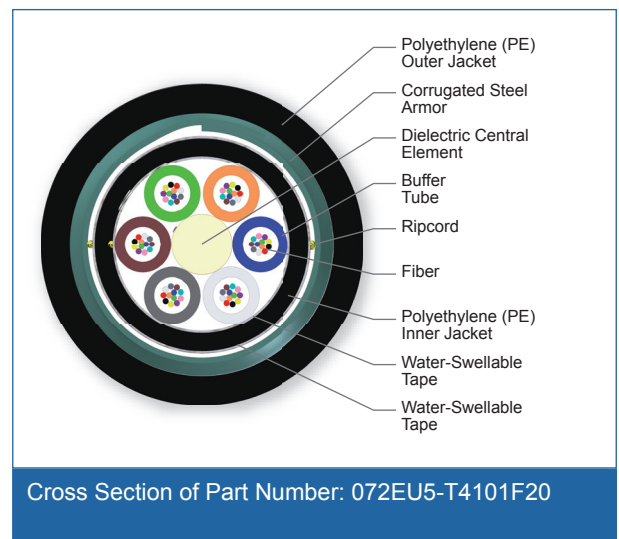 Polyethylene (PE)
Outer Jacket
Corrugated Steel
Armor
Dielectric Central
Element
Buffer
Tube
Ripcord
Fiber
Polyethylene (PE)
Inner Jacket
Water-Swellable
Tape
Water-Swellable
Tape
Cross Section of Part Number: 072EU5-T4101F20